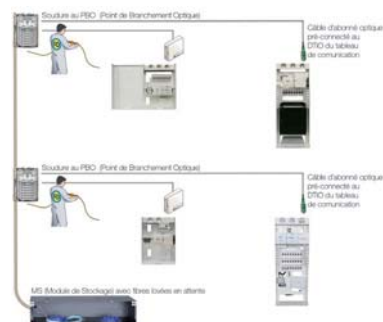 Soudure au PBO (Point de Branchement Optique)
Câble d'abonné optique
pré-connecté au
DTIO du tableau
de comunication
Soudure au PBO (Point de Branchement Optique)
Câble d'abonné optique
pré-connecté au
DTIO du tableau
de comunication
MS (Module de Stockage) avec fibres lovées en attente